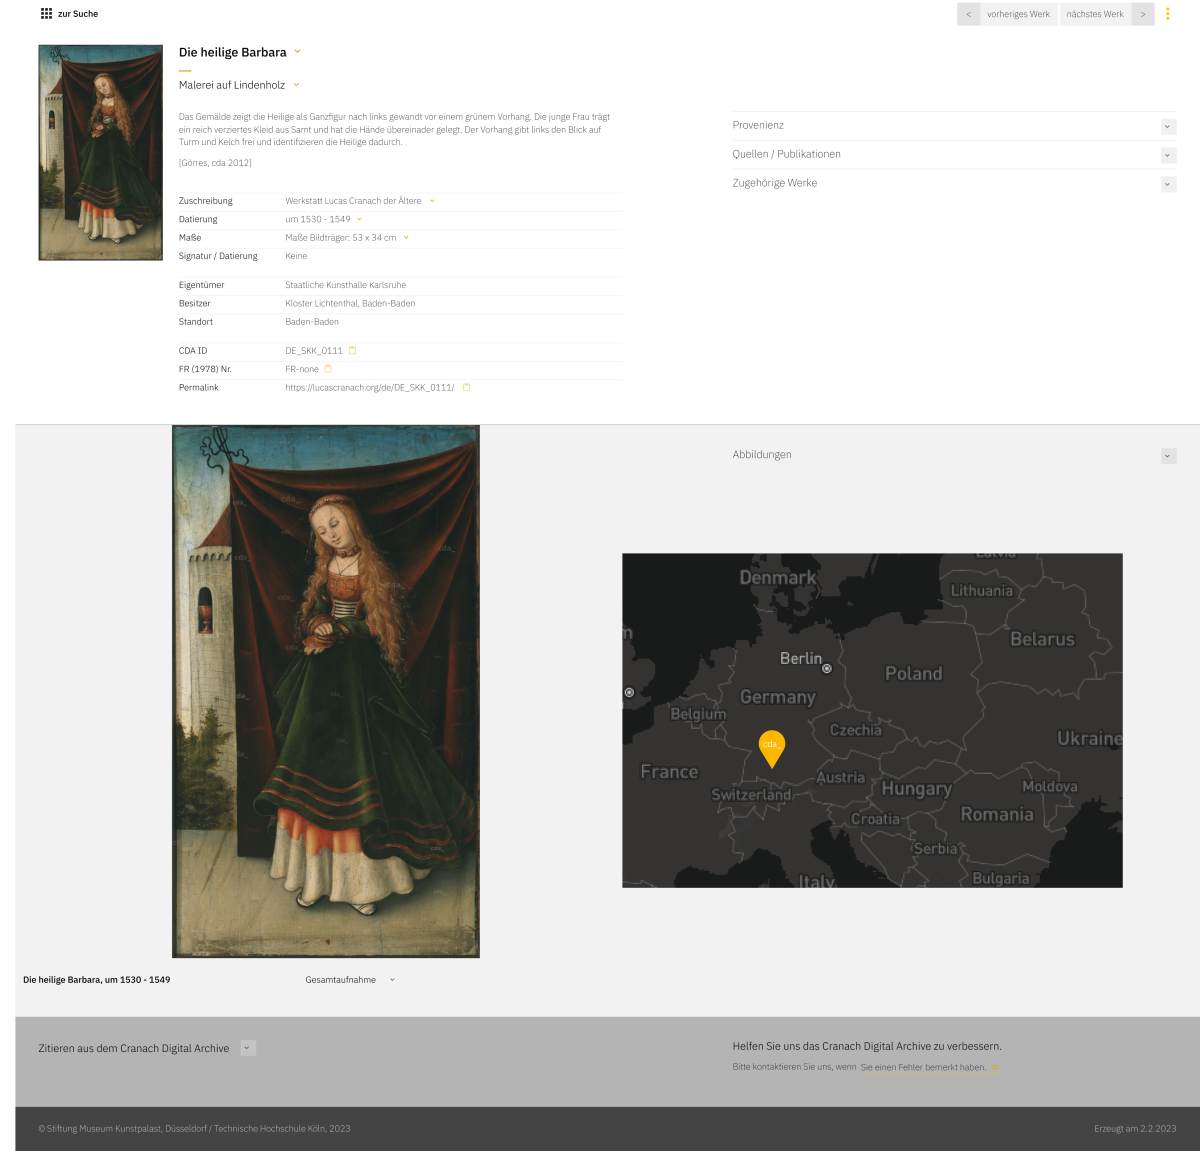 zur Suche
< vorheriges Werk nächstes Werk >
Die heilige Barbara
Malerei auf Lindenholz
Das Gemälde zeigt die Heilige als Ganzfigur nach links gewandt vor einem grünem Vorhang. Die junge Frau trägt
ein reich verziertes Kleid aus Samt und hat die Hände übereinader gelegt. Der Vorhang gibt links den Blick auf
Turm und Kelch frei und identifizieren die Heilige dadurch.
[Görres, cda 2012]
Zuschreibung Werkstatt Lucas Cranach der Ältere
Datierung um 1530 - 1549
Maße Maße Bildträger: 53 x 34 cm
Signatur / Datierung Keine
Eigentümer Staatliche Kunsthalle Karlsruhe
Besitzer Kloster Lichtenthal, Baden-Baden
Standort Baden-Baden
CDA ID DE_SKK_0111
FR (1978) Nr. FR-none
Permalink https://lucascranach.org/de/DE_SKK_0111/
Provenienz
Quellen / Publikationen
Zugehörige Werke
Abbildungen
cda_
cda_
cda_
cda_
cda_
cda_
Latvia
Denmark
Lithuania
Belarus
Berlin
Poland
Germany
Belgium
Czechia
Ukraine
cda_
France
Austria
Switzerland
Hungary
Moldova
Croatia
Romania
Serbia
Italy
Bulgaria
Die heilige Barbara, um 1530 - 1549
Gesamtaufnahme
Zitieren aus dem Cranach Digital Archive
Helfen Sie uns das Cranach Digital Archive zu verbessern.
Bitte kontaktieren Sie uns, wenn Sie einen Fehler bemerkt haben.
© Stiftung Museum Kunstpalast, Düsseldorf / Technische Hochschule Köln, 2023
Erzeugt am 2.2.2023